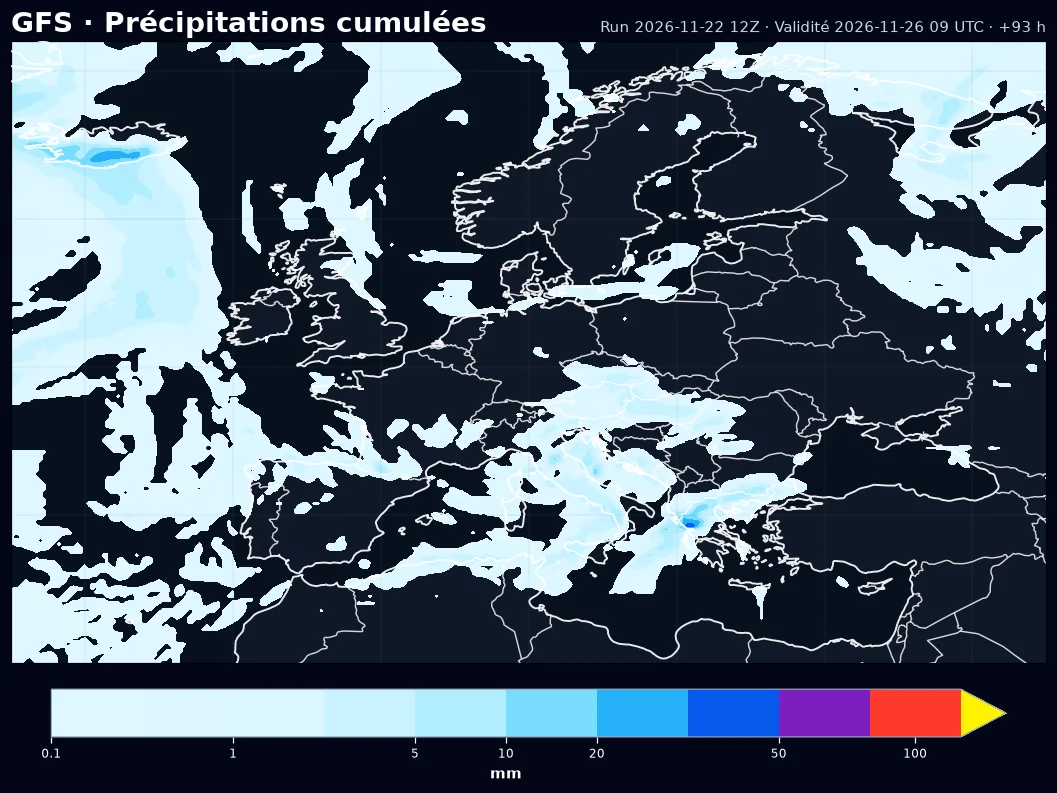 GFS · Précipitations cumulées
Run 2026-11-22 12Z · Validité 2026-11-26 09 UTC · +93 h
0.1 1 5 10 20 50 100
mm